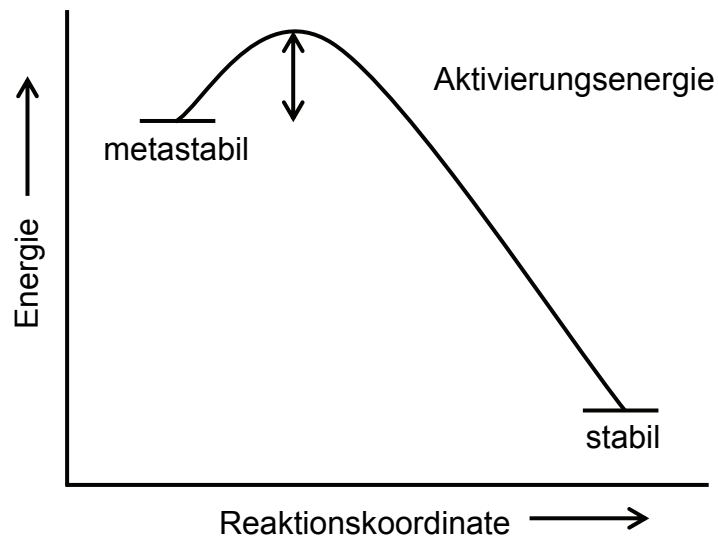 Aktivierungsenergie
metastabil
Energie
stabil
Reaktionskoordinate